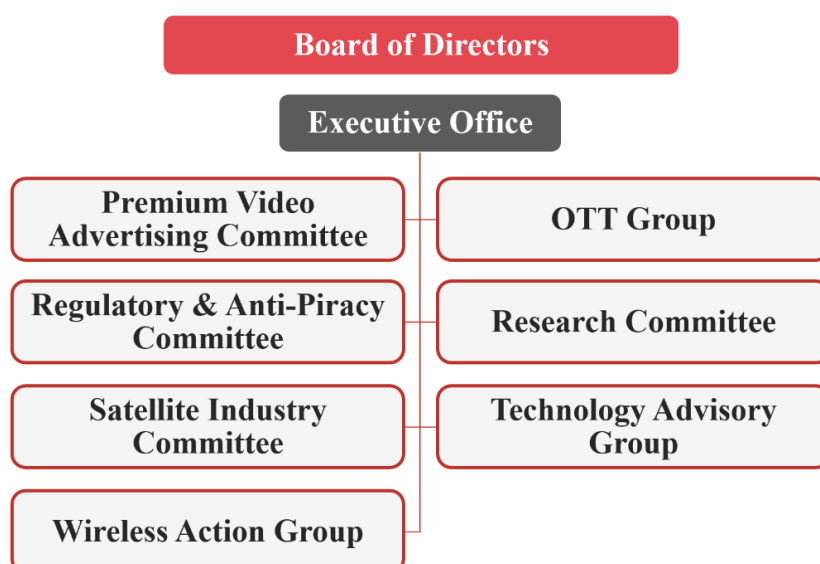 Board of Directors
Executive Office
Premium Video
Advertising Committee
OTT Group
Regulatory & Anti-Piracy
Committee
Research Committee
Satellite Industry
Committee
Technology Advisory
Group
Wireless Action Group